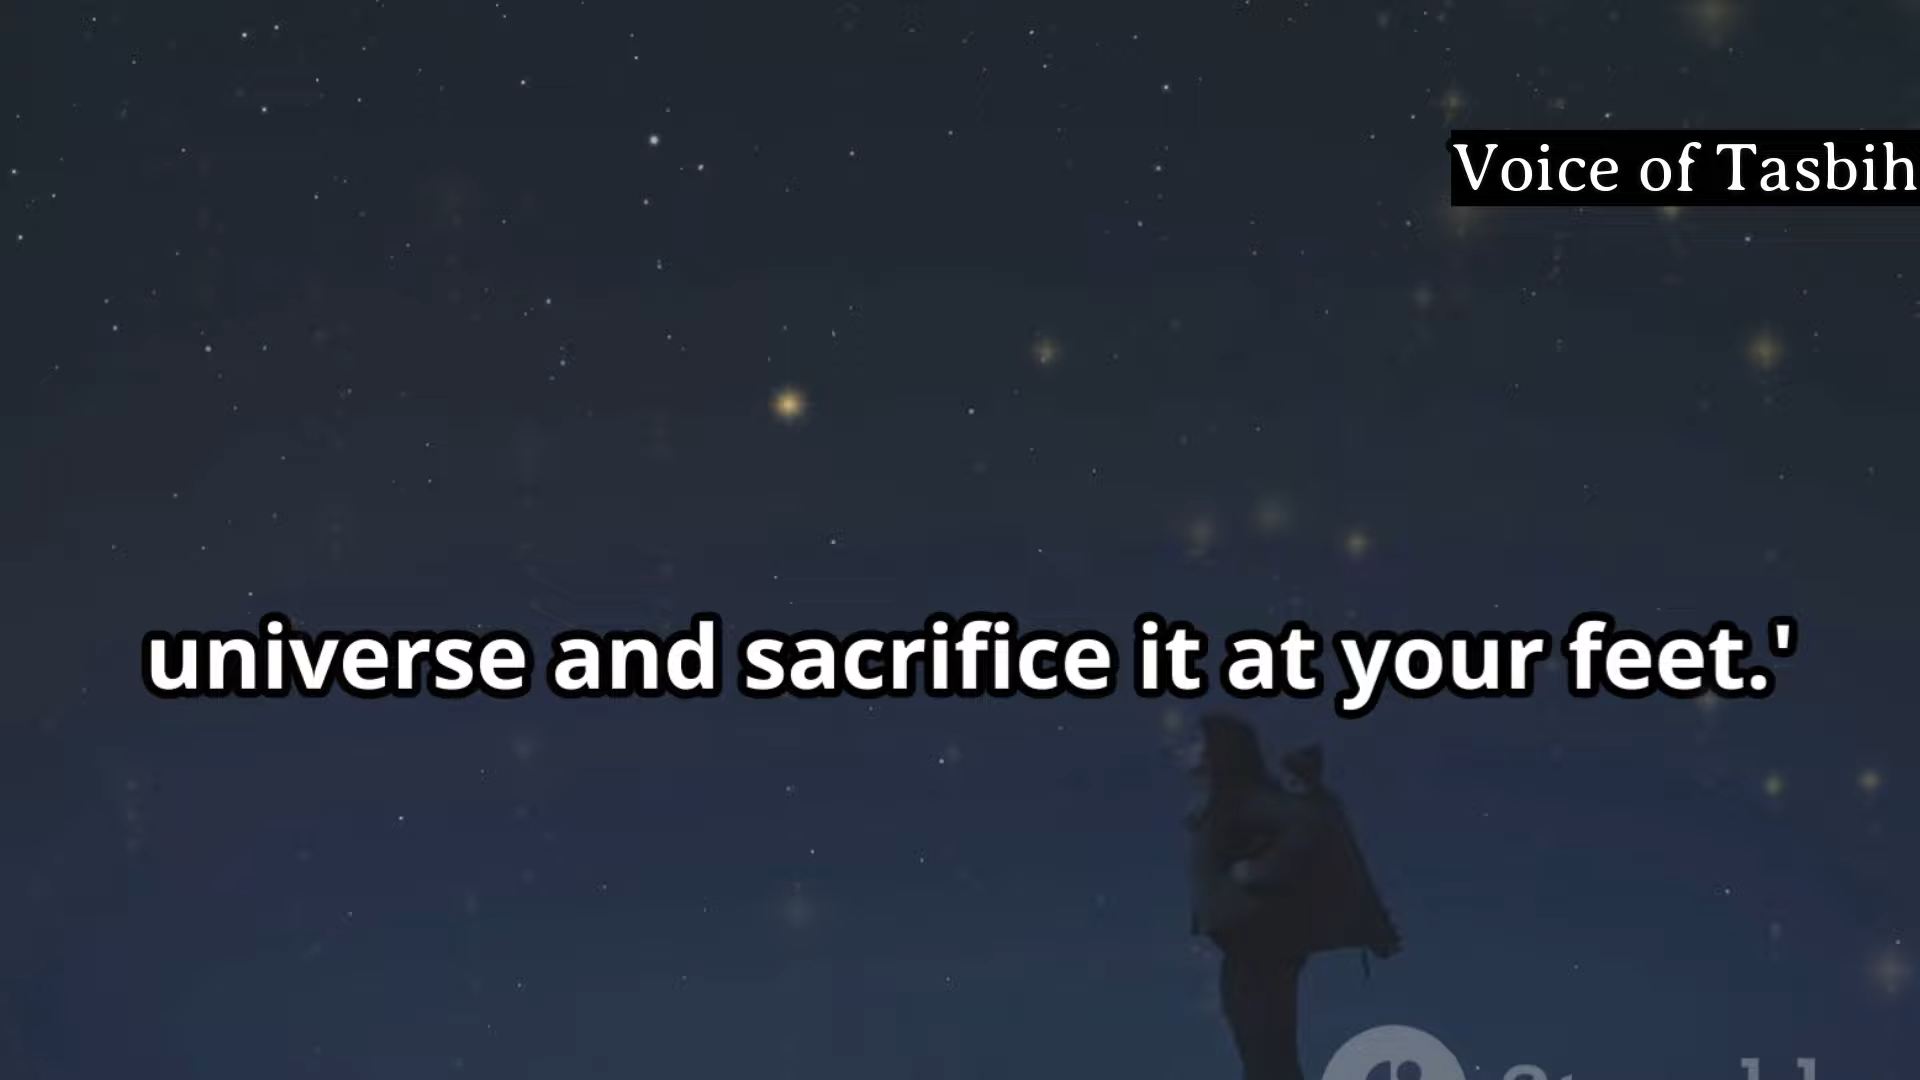 Voice of Tasbih
universe and sacrifice it at your feet.'